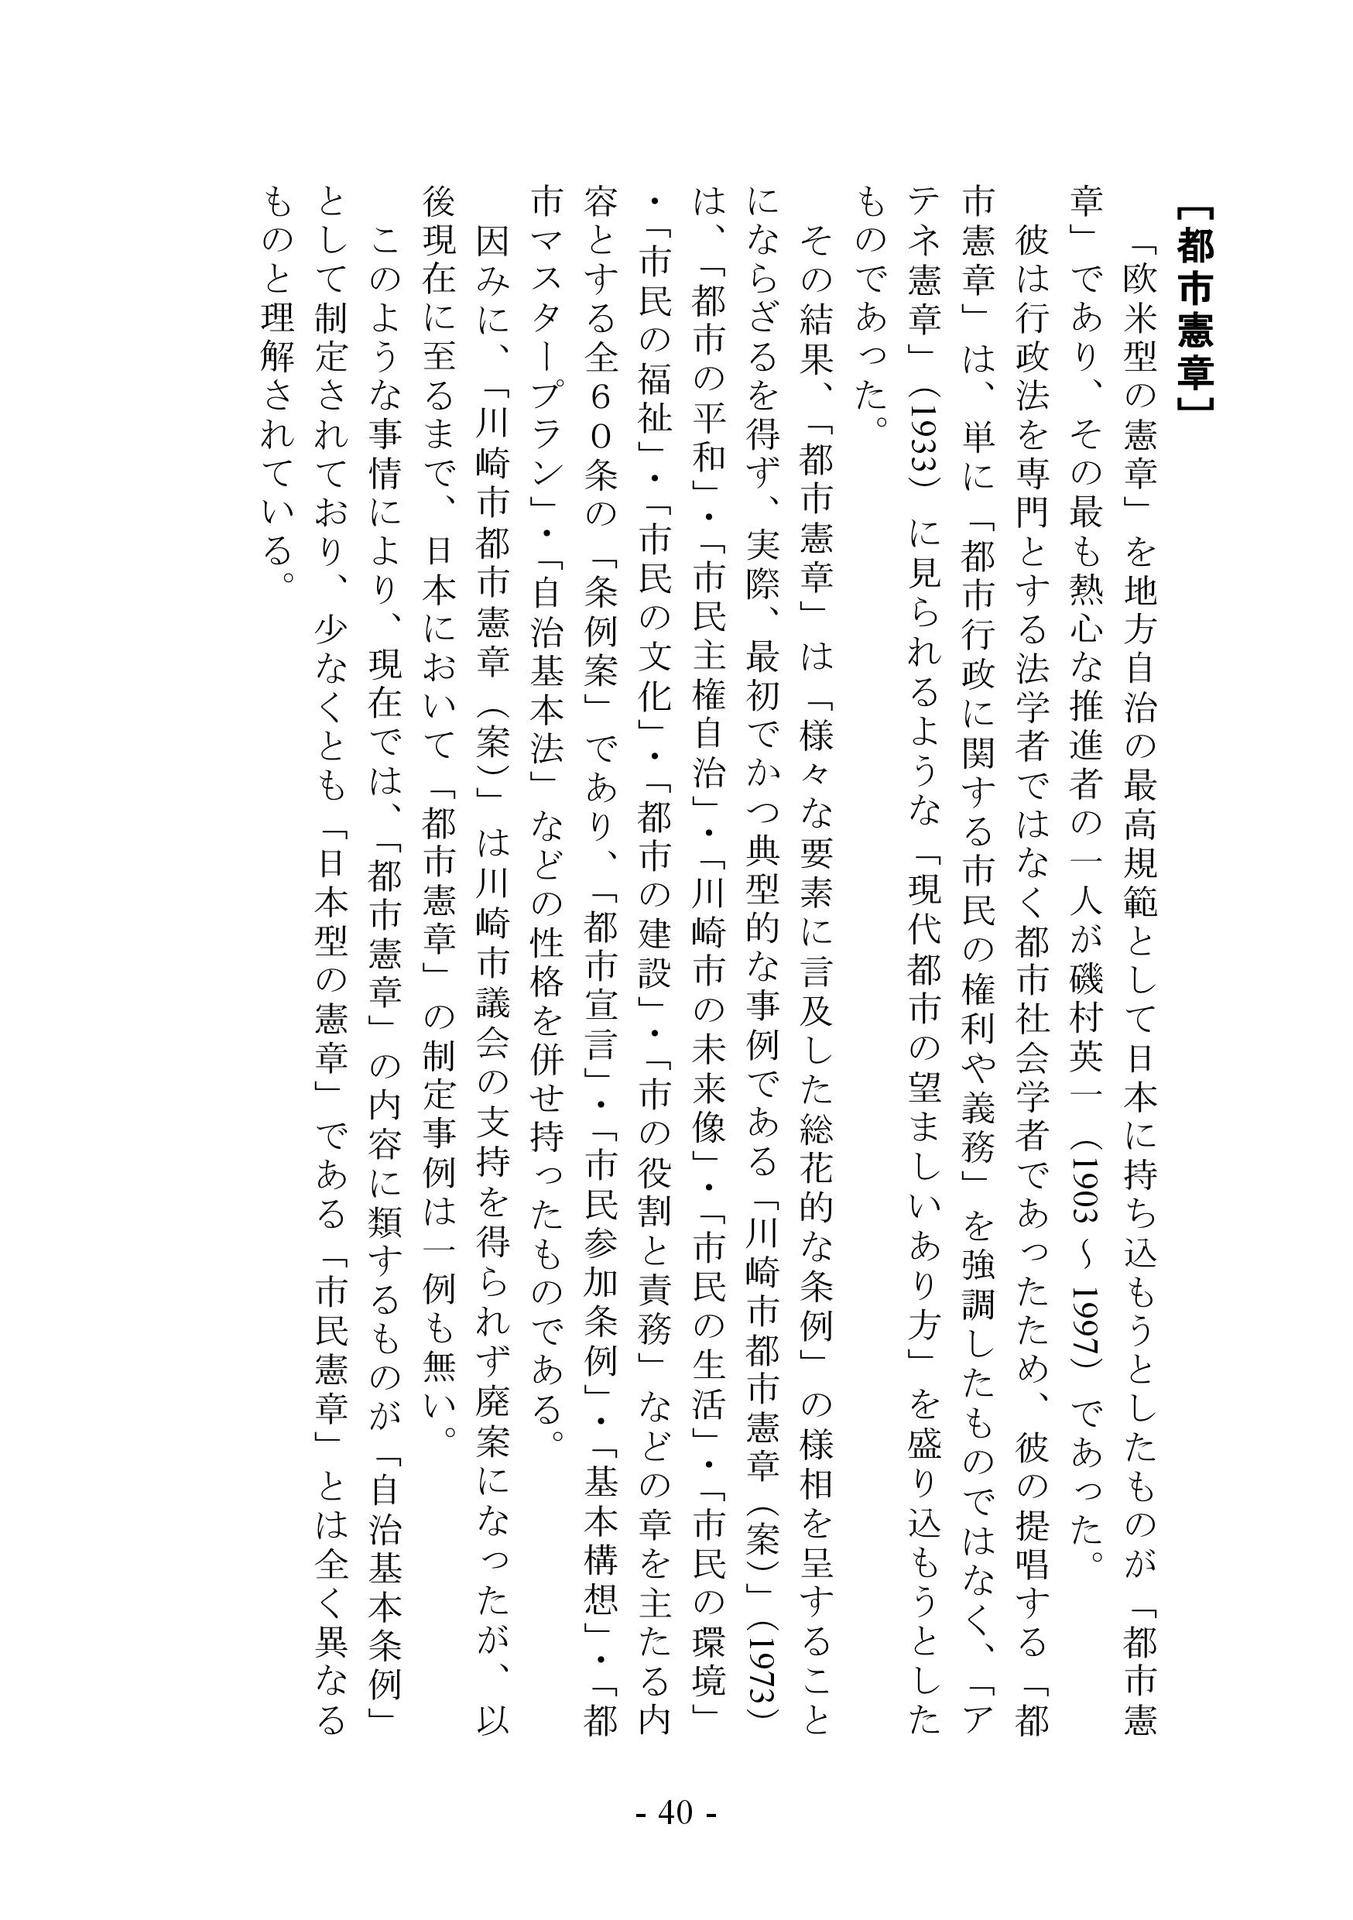 ［都市憲章］
「欧米型の憲章」を地方自治の最高規範として日本に持ち込もうとしたものが「都市憲
章」であり、その最も熱心な推進者の一人が磯村英一（1903～1997）であった。
彼は行政法を専門とする法学者ではなく都市社会学者であったため、彼の提唱する「都
市憲章」は、単に「都市行政に関する市民の権利や義務」を強調したものではなく、「ア
テネ憲章」（1933）に見られるような「現代都市の望ましいあり方」を盛り込もうとした
ものであった。
その結果、「都市憲章」は「様々な要素に言及した総花的な条例」の様相を呈すること
にならざるを得ず、実際、最初でかつ典型的な事例である「川崎市都市憲章（案）」（1973）
は、「都市の平和」・「市民主権自治」・「川崎市の未来像」・「市民の生活」・「市民の環境」
・「市民の福祉」・「市民の文化」・「都市の建設」・「市の役割と責務」などの章を主たる内
容とする全６０条の「条例案」であり、「都市宣言」・「市民参加条例」・「基本構想」・「都
市マスタープラン」・「自治基本法」などの性格を併せ持ったものである。
因みに、「川崎市都市憲章（案）」は川崎市議会の支持を得られず廃案になったが、以
後現在に至るまで、日本において「都市憲章」の制定事例は一例も無い。
このような事情により、現在では、「都市憲章」の内容に類するものが「自治基本条例」
として制定されており、少なくとも「日本型の憲章」である「市民憲章」とは全く異なる
ものと理解されている。
- 40 -